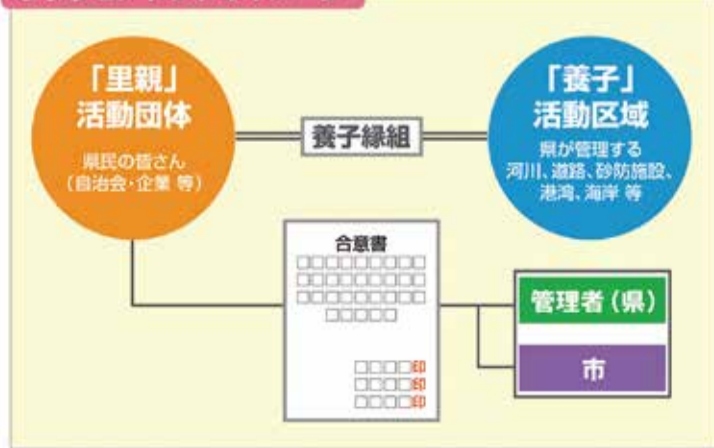 「里親」
活動団体
県民の皆さん
（自治会・企業 等）
養子縁組
「養子」
活動区域
県が管理する
河川、道路、砂防施設、
港湾、海岸 等
合意書
□□□□□□□□□
□□□□□□□□□
□□□□□□□□□
□□□□□
□□□□印
□□□□印
□□□□印
管理者（県）
市